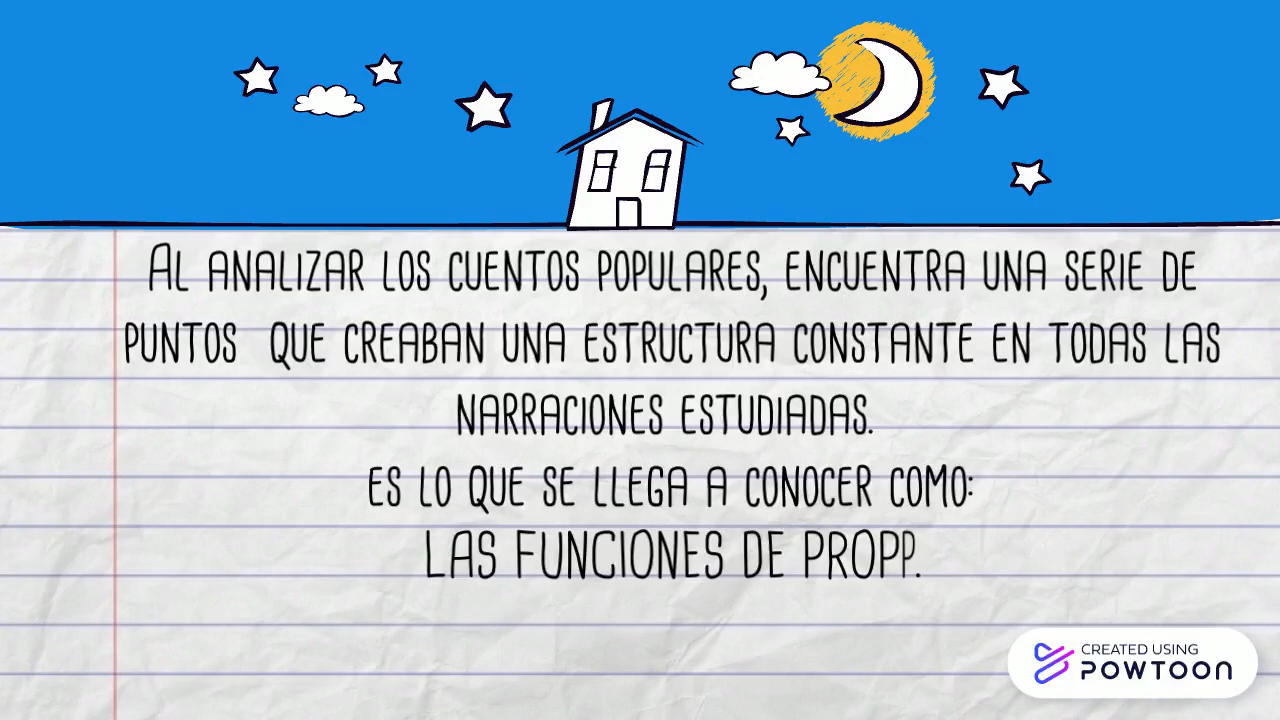 Al analizar los cuentos populares, encuentra una serie de
puntos que creaban una estructura constante en todas las
narraciones estudiadas.
es lo que se llega a conocer como:
LAS FUNCIONES DE PROPP.
CREATED USING
POWTOON